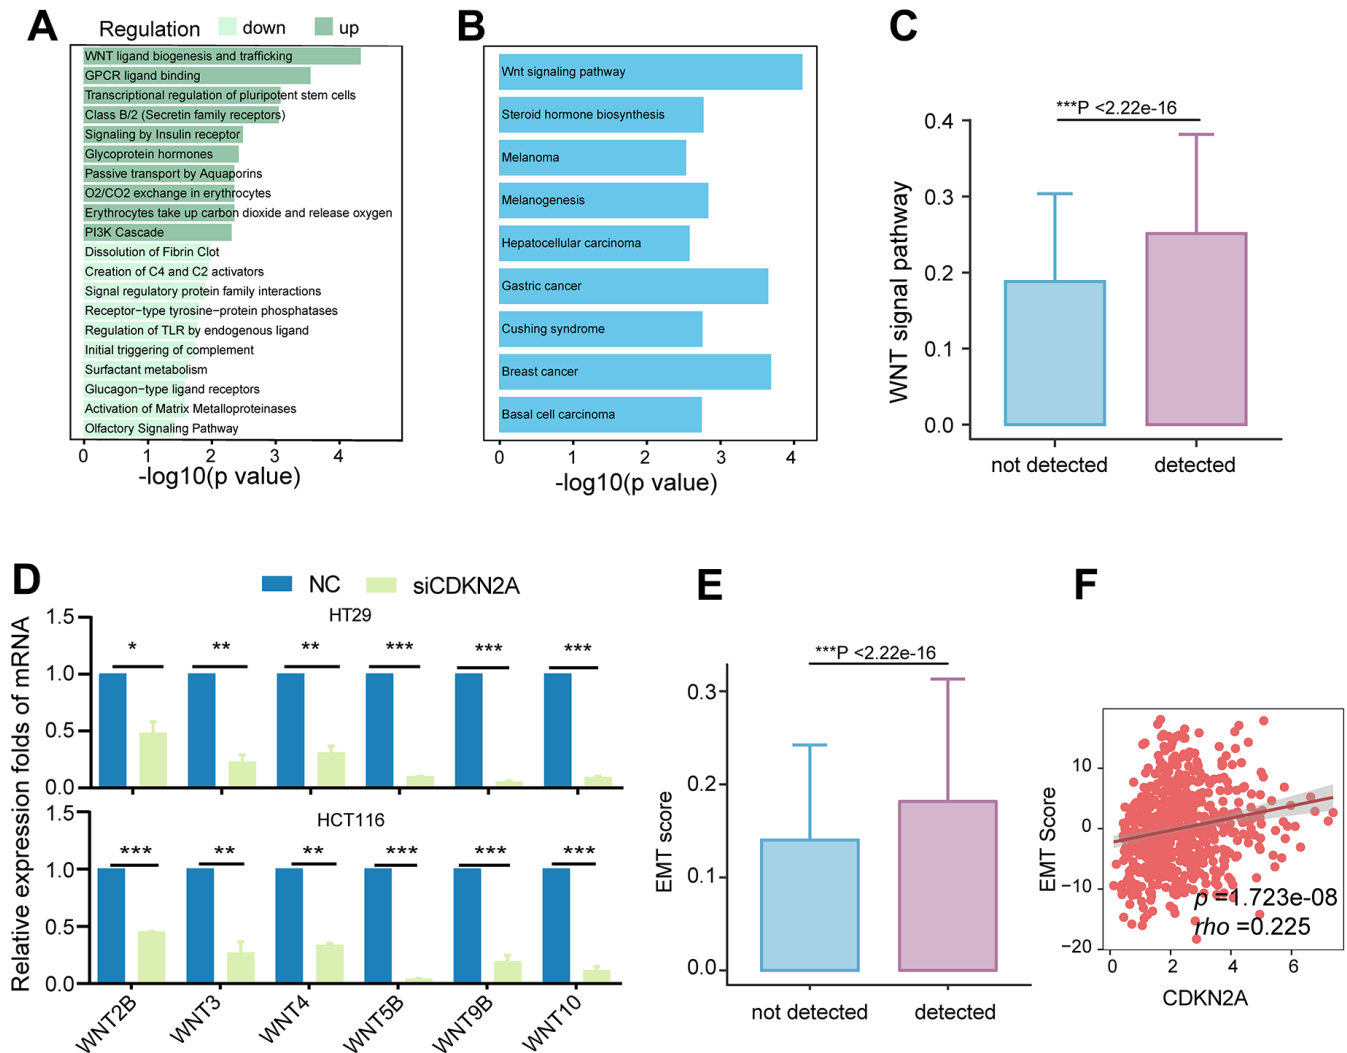 A
Regulation down up
WNT ligand biogenesis and trafficking
GPCR ligand binding
Transcriptional regulation of pluripotent stem cells
Class B/2 (Secretin family receptors)
Signaling by Insulin receptor
Glycoprotein hormones
Passive transport by Aquaporins
O2/CO2 exchange in erythrocytes
Erythrocytes take up carbon dioxide and release oxygen
PI3K Cascade
Dissolution of Fibrin Clot
Creation of C4 and C2 activators
Signal regulatory protein family interactions
Receptor−type tyrosine−protein phosphatases
Regulation of TLR by endogenous ligand
Initial triggering of complement
Surfactant metabolism
Glucagon−type ligand receptors
Activation of Matrix Metalloproteinases
Olfactory Signaling Pathway
0 1 2 3 4
-log10(p value)
B
Wnt signaling pathway
Steroid hormone biosynthesis
Melanoma
Melanogenesis
Hepatocellular carcinoma
Gastric cancer
Cushing syndrome
Breast cancer
Basal cell carcinoma
0 1 2 3 4
-log10(p value)
C
***P <2.22e-16
WNT signal pathway
0.4
0.3
0.2
0.1
0.0
not detected detected
D
NC siCDKN2A
Relative expression folds of mRNA
HT29
1.5
1.0
0.5
0.0
* ** ** *** *** ***
HCT116
1.5
1.0
0.5
0.0
*** ** ** *** *** ***
WNT2B WNT3 WNT4 WNT5B WNT9B WNT10
E
***P <2.22e-16
EMT score
0.3
0.2
0.1
0.0
not detected detected
F
EMT Score
10
0
−10
−20
p =1.723e-08
rho =0.225
0 2 4 6
CDKN2A